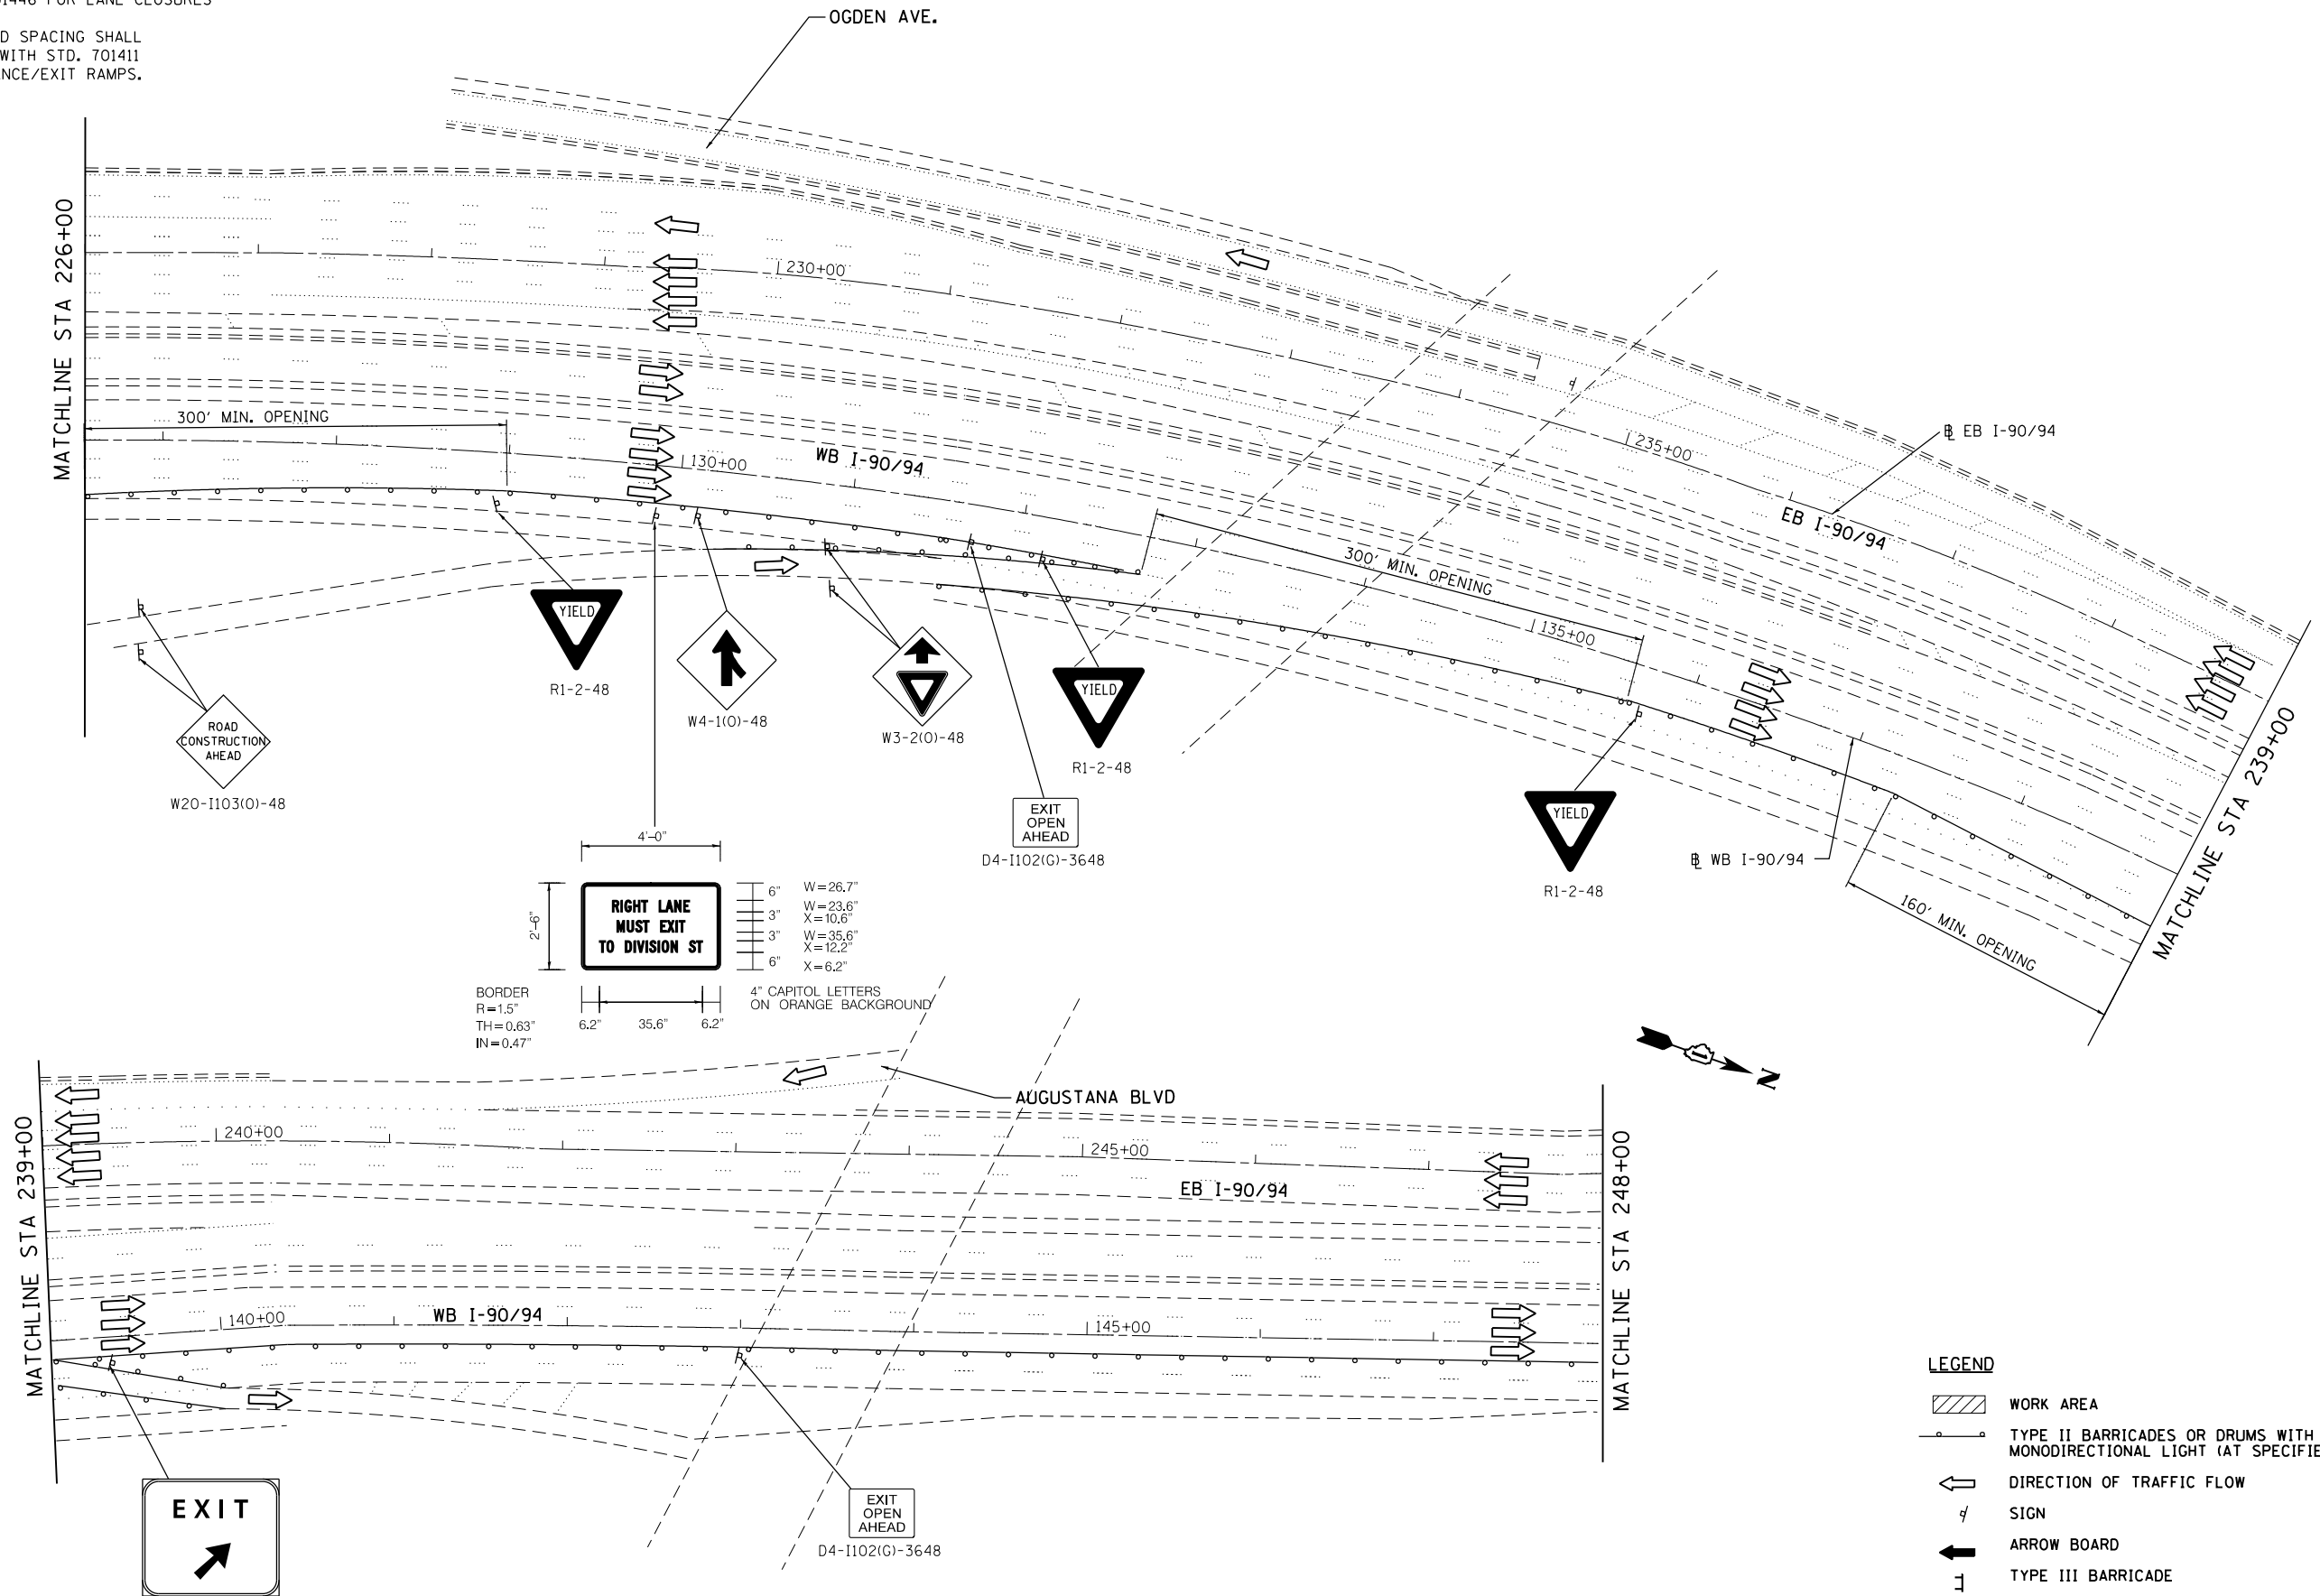 FOR LANE CLOSURES
D SPACING SHALL
WITH STD. 701411
NCE/EXIT RAMPS.
OGDEN AVE.
MATCHLINE STA 226+00
230+00
300' MIN. OPENING
130+00
WB I-90/94
235+00
℄ EB I-90/94
EB I-90/94
300' MIN. OPENING
135+00
YIELD
R1-2-48
W4-1(O)-48
W3-2(O)-48
YIELD
R1-2-48
ROAD
CONSTRUCTION
AHEAD
W20-I103(O)-48
EXIT
OPEN
AHEAD
D4-I102(G)-3648
YIELD
R1-2-48
℄ WB I-90/94
160' MIN. OPENING
MATCHLINE STA 239+00
4'-0"
2'-6"
RIGHT LANE
MUST EXIT
TO DIVISION ST
6"
3"
3"
6"
W=26.7"
W=23.6"
X=10.6"
W=35.6"
X=12.2"
X=6.2"
BORDER
R=1.5"
TH=0.63"
IN=0.47"
6.2" 35.6" 6.2"
4" CAPITOL LETTERS
ON ORANGE BACKGROUND
N
AUGUSTANA BLVD
MATCHLINE STA 239+00
240+00
245+00
EB I-90/94
MATCHLINE STA 248+00
140+00
WB I-90/94
145+00
EXIT
EXIT
OPEN
AHEAD
D4-I102(G)-3648
LEGEND
WORK AREA
TYPE II BARRICADES OR DRUMS WITH
MONODIRECTIONAL LIGHT (AT SPECIFIE
DIRECTION OF TRAFFIC FLOW
SIGN
ARROW BOARD
TYPE III BARRICADE